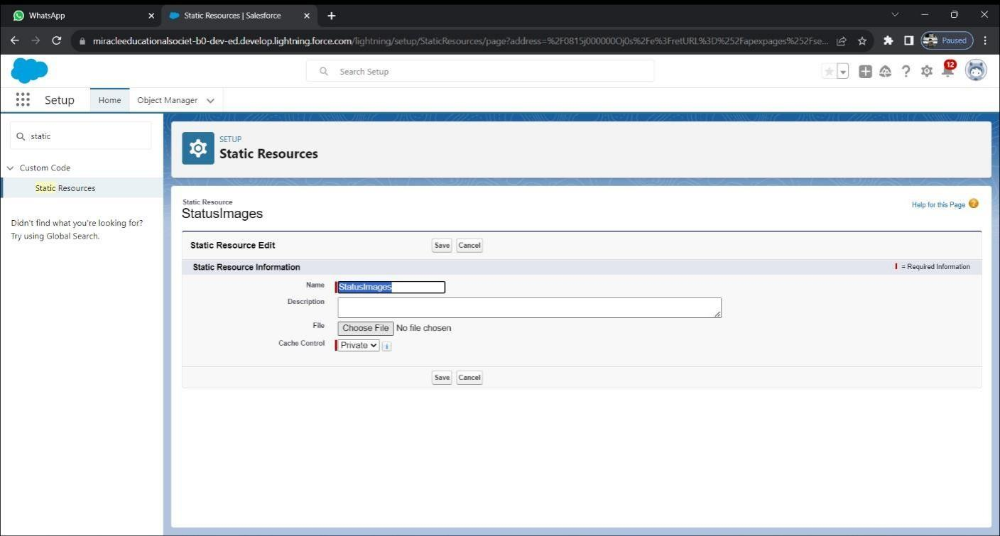 WhatsApp
Static Resources | Salesforce
miracleeducationalsociet-b0-dev-ed.develop.lightning.force.com/lightning/setup/StaticResources/page?address=%2F0815j000000Oj0s%2Fe%3FretURL%3D%252Fapexpages%252Fse...
Paused
Search Setup
12
Setup
Home
Object Manager
static
Custom Code
Static Resources
Didn't find what you're looking for?
Try using Global Search.
SETUP
Static Resources
Static Resource
StatusImages
Help for this Page
Static Resource Edit
Save Cancel
Static Resource Information
= Required Information
Name StatusImages
Description
File Choose File No file chosen
Cache Control Private
Save Cancel